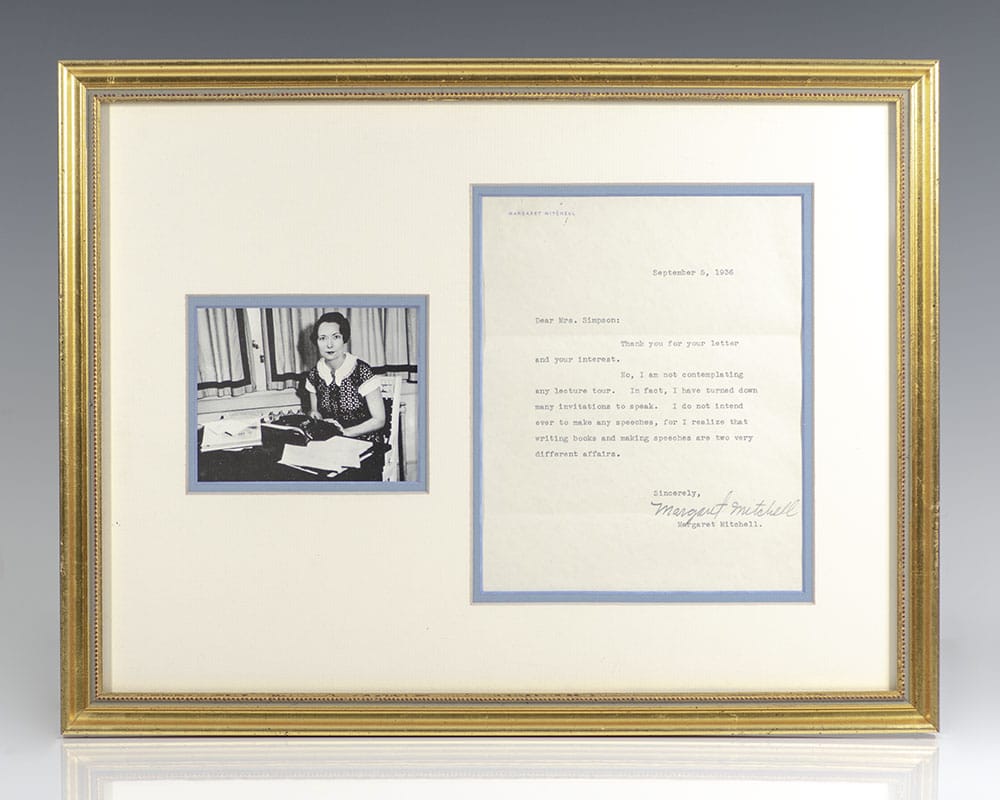 MARGARET MITCHELL
September 5, 1936
Dear Mrs. Simpson:
Thank you for your letter
and your interest.
No, I am not contemplating
any lecture tour. In fact, I have turned down
many invitations to speak. I do not intend
ever to make any speeches, for I realize that
writing books and making speeches are two very
different affairs.
Sincerely,
Margaret Mitchell
Margaret Mitchell.